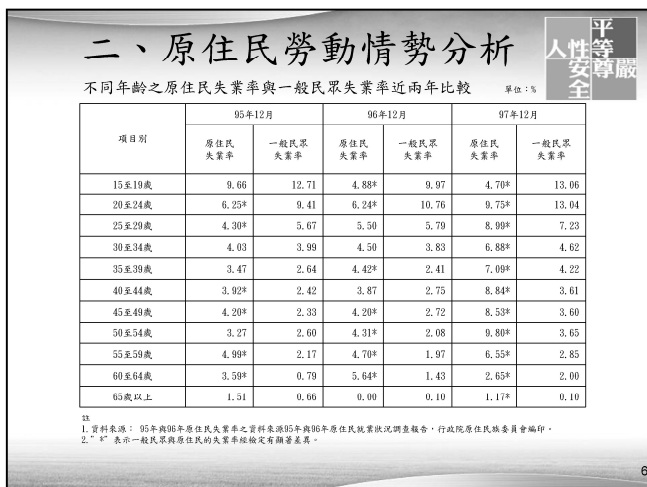 二、原住民勞動情勢分析
平
人性等
安尊嚴
全
不同年齡之原住民失業率與一般民眾失業率近兩年比較 單位：%
項目別 95年12月 96年12月 97年12月
原住民失業率 一般民眾失業率 原住民失業率 一般民眾失業率 原住民失業率 一般民眾失業率
15至19歲 9.66 12.71 4.88* 9.97 4.70* 13.06
20至24歲 6.25* 9.41 6.24* 10.76 9.75* 13.04
25至29歲 4.30* 5.67 5.50 5.79 8.99* 7.23
30至34歲 4.03 3.99 4.50 3.83 6.88* 4.62
35至39歲 3.47 2.64 4.42* 2.41 7.09* 4.22
40至44歲 3.92* 2.42 3.87 2.75 8.84* 3.61
45至49歲 4.20* 2.33 4.20* 2.72 8.53* 3.60
50至54歲 3.27 2.60 4.31* 2.08 9.80* 3.65
55至59歲 4.99* 2.17 4.70* 1.97 6.55* 2.85
60至64歲 3.59* 0.79 5.64* 1.43 2.65* 2.00
65歲以上 1.51 0.66 0.00 0.10 1.17* 0.10
註
1.資料來源： 95年與96年原住民失業率之資料來源95年與96年原住民就業狀況調查報告，行政院原住民族委員會編印。
2."*"表示一般民眾與原住民的失業率經檢定有顯著差異。
6